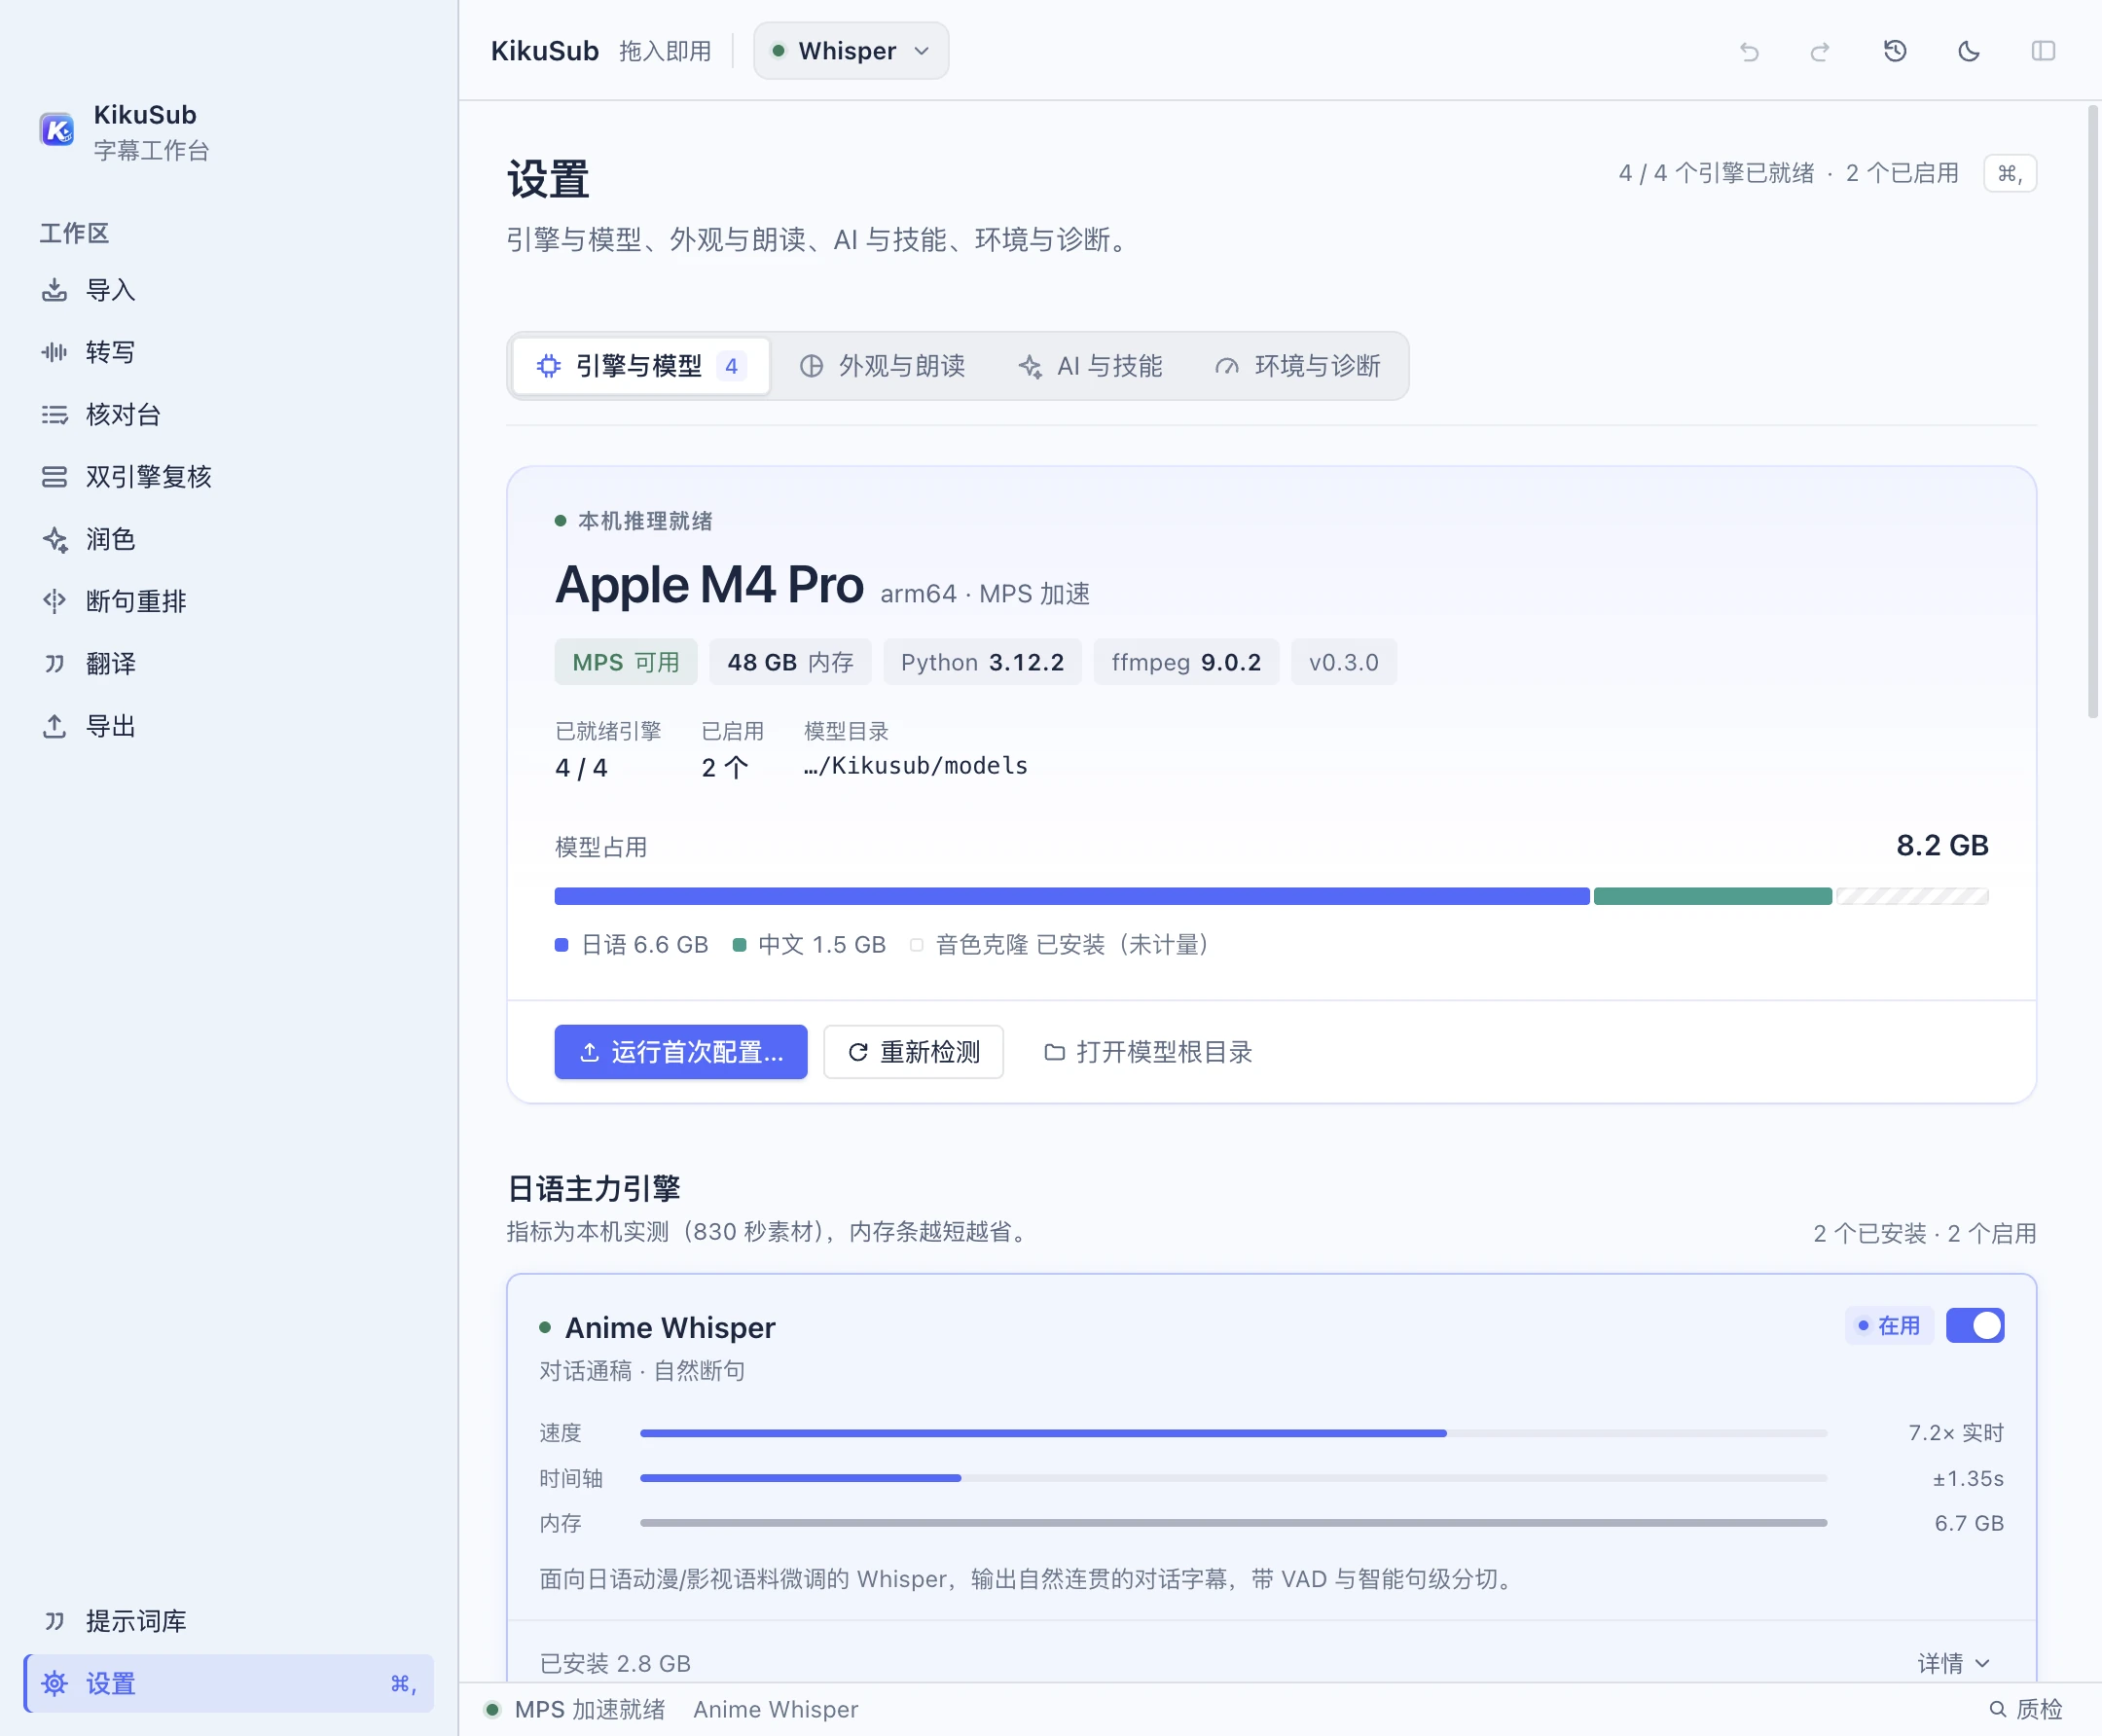 KikuSub
字幕工作台
工作区
导入
转写
核对台
双引擎复核
润色
断句重排
翻译
导出
提示词库
设置 ⌘,
KikuSub 拖入即用 Whisper
设置
4 / 4 个引擎已就绪 · 2 个已启用 ⌘,
引擎与模型、外观与朗读、AI 与技能、环境与诊断。
引擎与模型 4 外观与朗读 AI 与技能 环境与诊断
本机推理就绪
Apple M4 Pro arm64 · MPS 加速
MPS 可用 48 GB 内存 Python 3.12.2 ffmpeg 9.0.2 v0.3.0
已就绪引擎 已启用 模型目录
4 / 4 2 个 …/Kikusub/models
模型占用 8.2 GB
日语 6.6 GB 中文 1.5 GB 音色克隆 已安装（未计量）
运行首次配置... 重新检测 打开模型根目录
日语主力引擎
指标为本机实测（830 秒素材），内存条越短越省。
2 个已安装 · 2 个启用
Anime Whisper 在用
对话通稿 · 自然断句
速度 7.2× 实时
时间轴 ±1.35s
内存 6.7 GB
面向日语动漫/影视语料微调的 Whisper，输出自然连贯的对话字幕，带 VAD 与智能句级分切。
已安装 2.8 GB 详情
MPS 加速就绪 Anime Whisper 质检